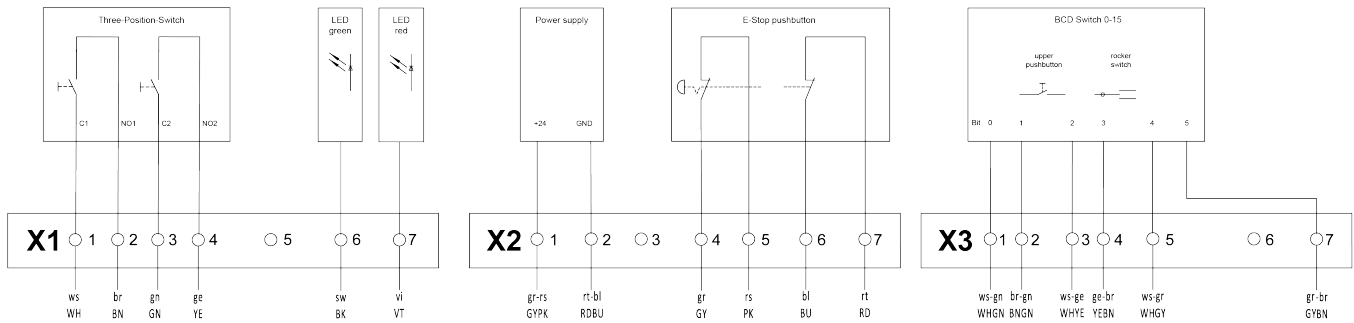 Three-Position-Switch
LED
green
LED
red
Power supply
E-Stop pushbutton
BCD Switch 0-15
upper
pushbutton
rocker
switch
C1 NO1 C2 NO2
+24 GND
Bit 0 1 2 3 4 5
X1 1 2 3 4 5 6 7
X2 1 2 3 4 5 6 7
X3 1 2 3 4 5 6 7
ws br gn ge sw vi
WH BN GN YE BK VT
gr-rs rt-bl gr rs bl rt
GYPK RDBU GY PK BU RD
ws-gn br-gn ws-ge ge-br ws-gr gr-br
WHGN BNGN WHYE YEBN WHGY GYBN